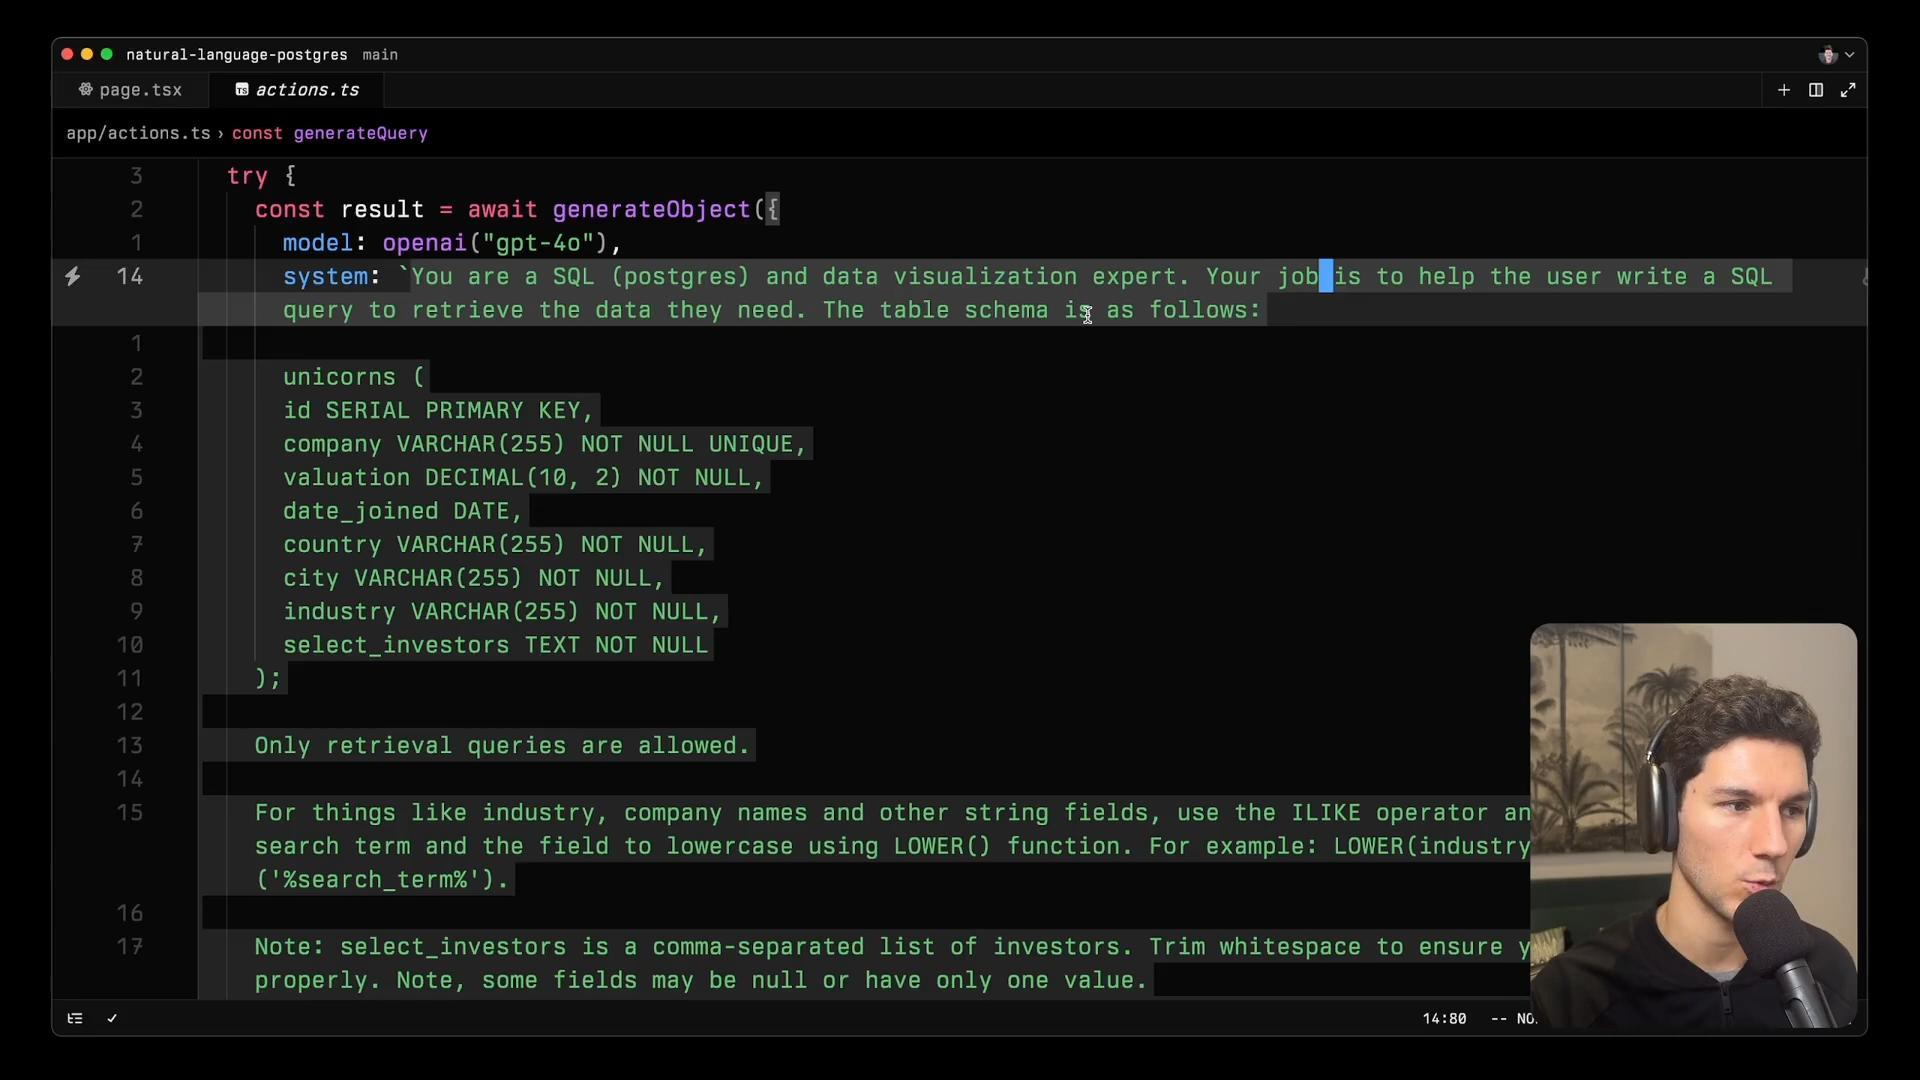 natural-language-postgres main
page.tsx actions.ts
app/actions.ts › const generateQuery
3 try {
2 const result = await generateObject({
1 model: openai("gpt-4o"),
14 system: `You are a SQL (postgres) and data visualization expert. Your job is to help the user write a SQL
query to retrieve the data they need. The table schema is as follows:
1
2 unicorns (
3 id SERIAL PRIMARY KEY,
4 company VARCHAR(255) NOT NULL UNIQUE,
5 valuation DECIMAL(10, 2) NOT NULL,
6 date_joined DATE,
7 country VARCHAR(255) NOT NULL,
8 city VARCHAR(255) NOT NULL,
9 industry VARCHAR(255) NOT NULL,
10 select_investors TEXT NOT NULL
11 );
12
13 Only retrieval queries are allowed.
14
15 For things like industry, company names and other string fields, use the ILIKE operator
search term and the field to lowercase using LOWER() function. For example: LOWER(industry
('%search_term%').
16
17 Note: select_investors is a comma-separated list of investors. Trim whitespace to ensure
properly. Note, some fields may be null or have only one value.
14:80 --